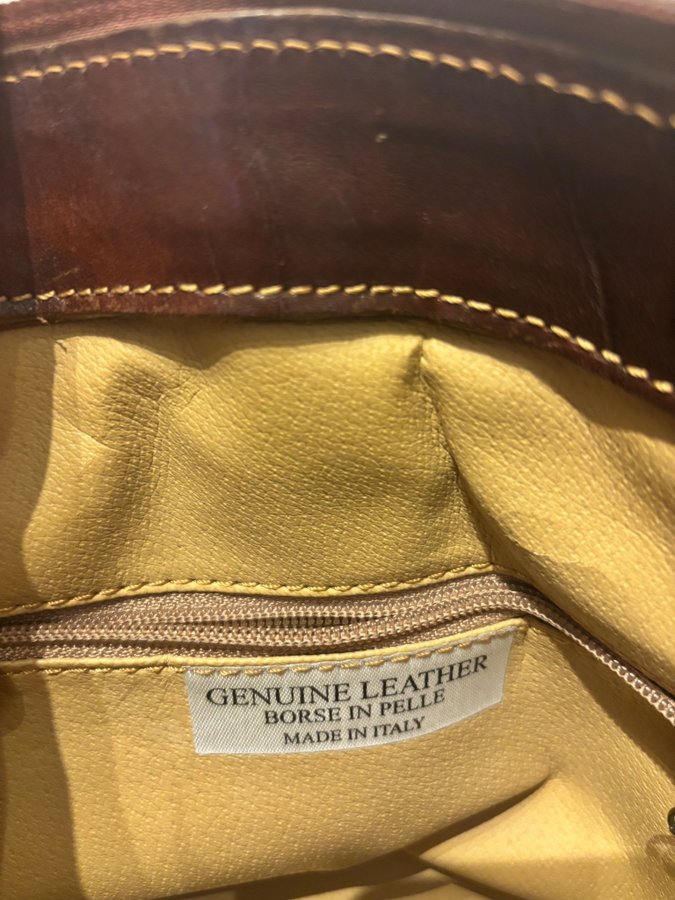 GENUINE LEATHER
BORSE IN PELLE
MADE IN ITALY